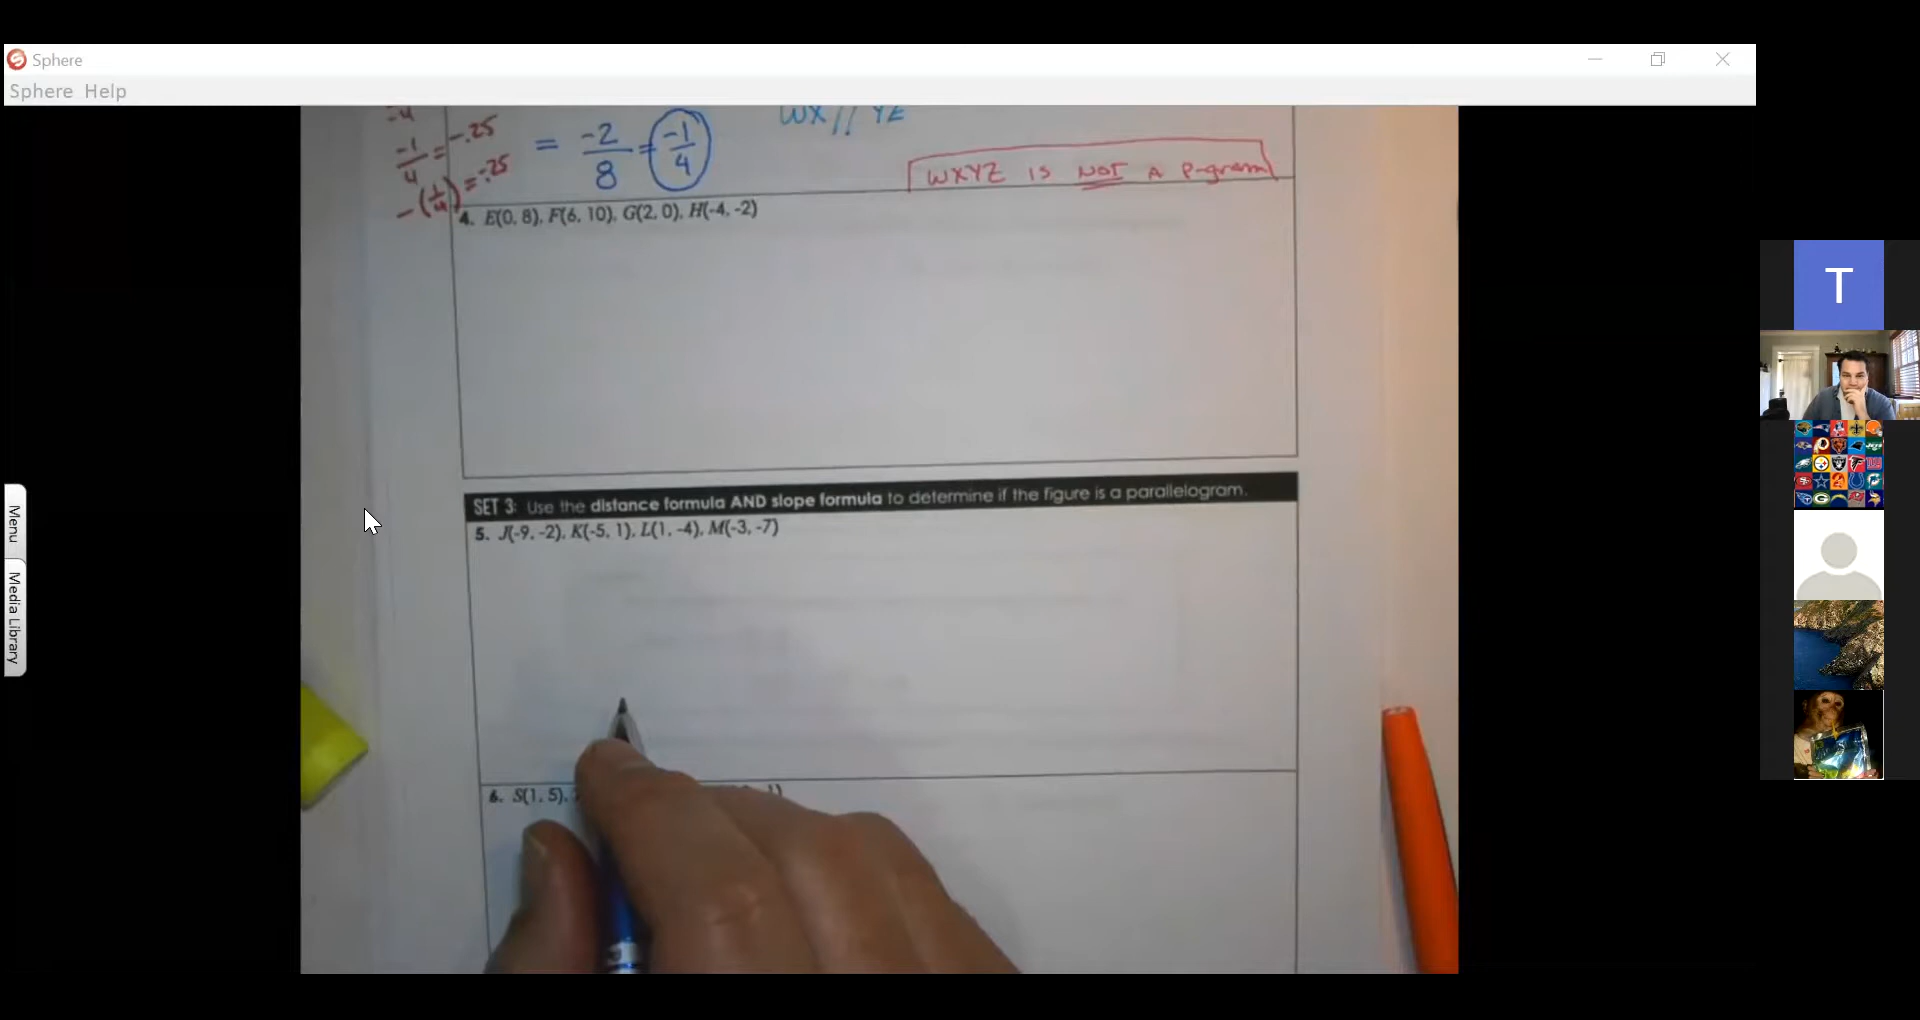 Sphere
Sphere Help
-4
-1/4 = -.25
-(1/4) = -.25
= -2/8 = -1/4
WX // YZ
WXYZ IS NOT A P-gram
4. E(0, 8), F(6, 10), G(2, 0), H(-4, -2)
SET 3: Use the distance formula AND slope formula to determine if the figure is a parallelogram.
5. J(-9, -2), K(-5, 1), L(1, -4), M(-3, -7)
6. S(1, 5),
Menu
Media Library
T